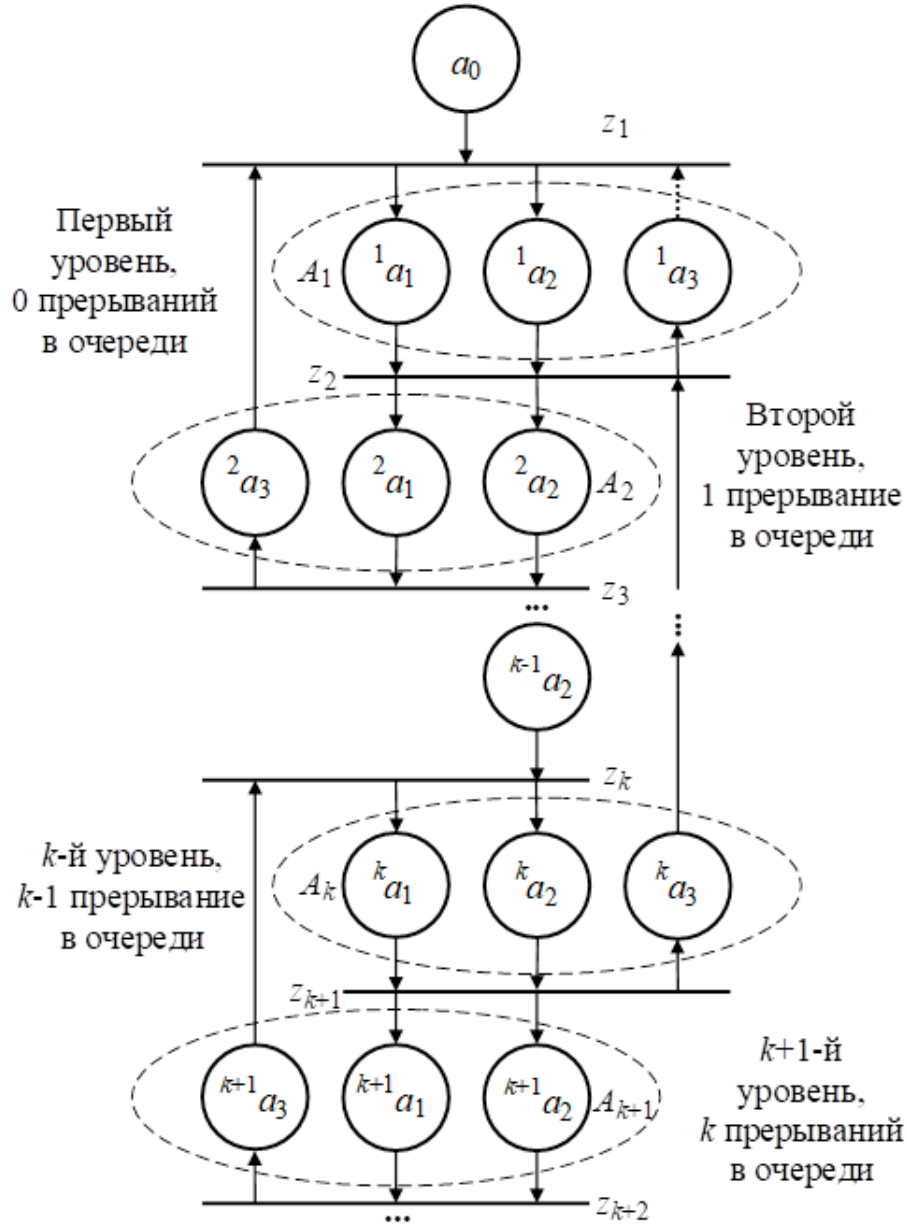 a0
z1
Первый
уровень,
0 прерываний
в очереди
A1
1a1
1a2
1a3
z2
2a3
2a1
2a2
A2
Второй
уровень,
1 прерывание
в очереди
z3
...
...
k-1a2
zk
k-й уровень,
k-1 прерывание
в очереди
Ak
ka1
ka2
ka3
zk+1
k+1a3
k+1a1
k+1a2
Ak+1
k+1-й
уровень,
k прерываний
в очереди
zk+2
...